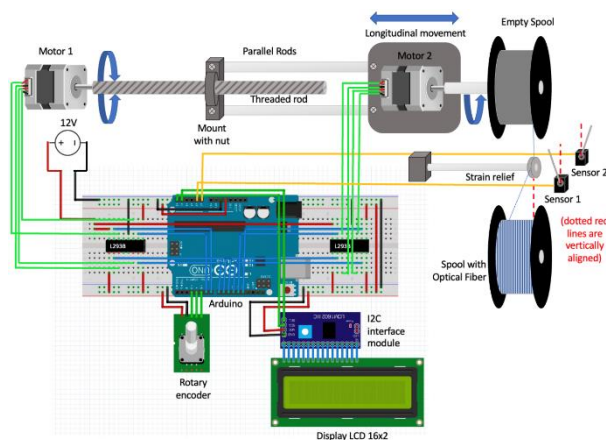 Longitudinal movement
Empty Spool
Motor 1
Parallel Rods
Motor 2
Threaded rod
12V
Mount
with nut
Strain relief
Sensor 2
Sensor 1
(dotted red
lines are
vertically
aligned)
L293B
UNO
Arduino
Spool with
Optical Fiber
I2C
interface
module
Rotary
encoder
Display LCD 16x2